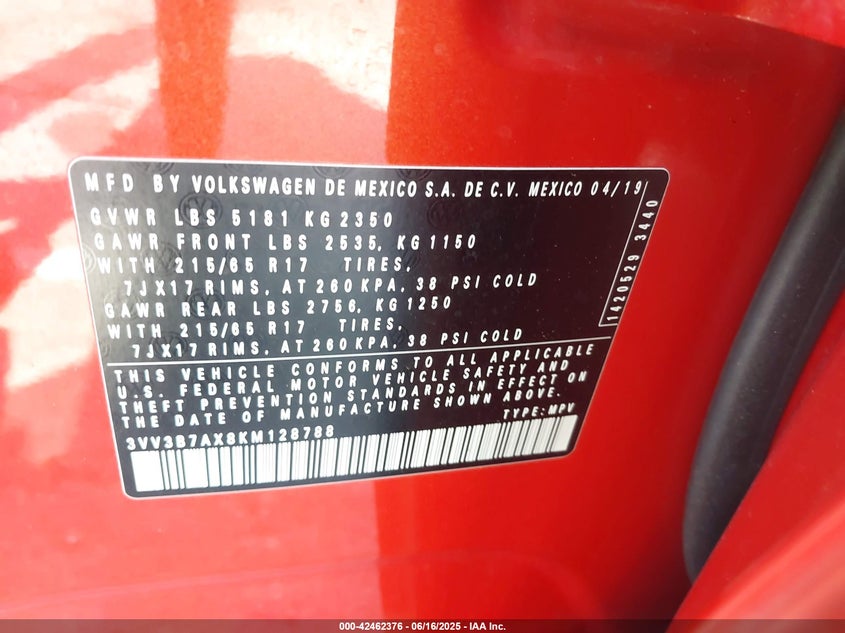 MFD BY VOLKSWAGEN DE MEXICO S.A. DE C.V. MEXICO 04/19
GVWR LBS 5181 KG 2350
GAWR FRONT LBS 2535, KG 1150
WITH 215/65 R17 TIRES,
7JX17 RIMS, AT 260 KPA, 38 PSI COLD
GAWR REAR LBS 2756, KG 1250
WITH 215/65 R17 TIRES,
7JX17 RIMS, AT 260 KPA, 38 PSI COLD
1420529 3440
THIS VEHICLE CONFORMS TO ALL APPLICABLE
U.S. FEDERAL MOTOR VEHICLE SAFETY AND
THEFT PREVENTION STANDARDS IN EFFECT ON
THE DATE OF MANUFACTURE SHOWN ABOVE.
3VV3B7AX8KM128788 TYPE: MPV
000-42462376 - 06/16/2025 - IAA Inc.